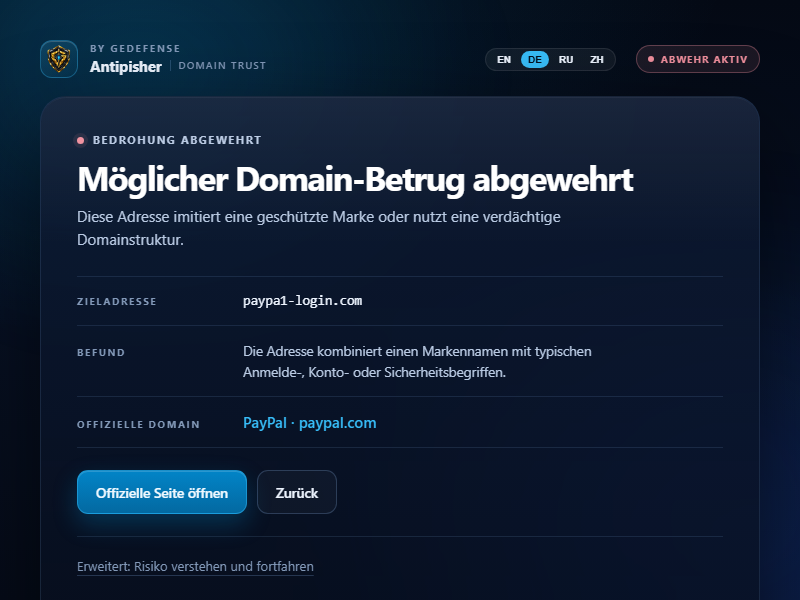 BY GEDEFENSE
Antipisher | DOMAIN TRUST
EN DE RU ZH
ABWEHR AKTIV
BEDROHUNG ABGEWEHRT
Möglicher Domain-Betrug abgewehrt
Diese Adresse imitiert eine geschützte Marke oder nutzt eine verdächtige
Domainstruktur.
ZIELADRESSE paypa1-login.com
BEFUND Die Adresse kombiniert einen Markennamen mit typischen
Anmelde-, Konto- oder Sicherheitsbegriffen.
OFFIZIELLE DOMAIN PayPal · paypal.com
Offizielle Seite öffnen Zurück
Erweitert: Risiko verstehen und fortfahren